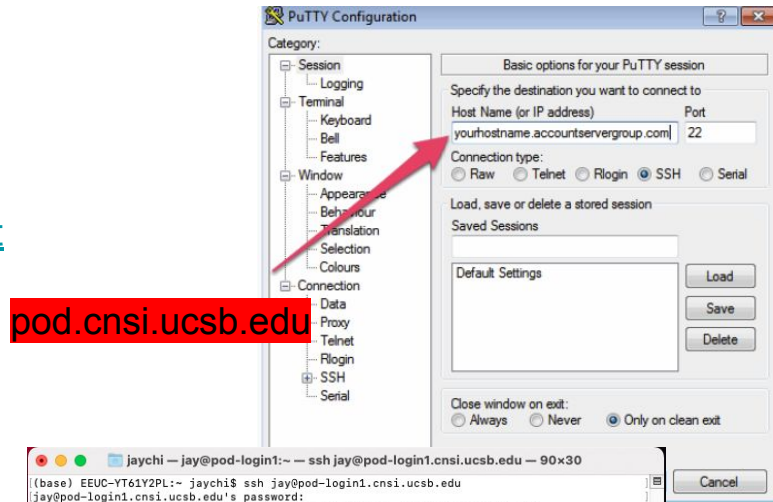 PuTTY Configuration
Category:
Session
Logging
Terminal
Keyboard
Bell
Features
Window
Appearance
Behaviour
Translation
Selection
Colours
Connection
Data
Proxy
Telnet
Rlogin
SSH
Serial
Basic options for your PuTTY session
Specify the destination you want to connect to
Host Name (or IP address) Port
yourhostname.accountservergroup.com 22
Connection type:
Raw Telnet Rlogin SSH Serial
Load, save or delete a stored session
Saved Sessions
Default Settings
Load
Save
Delete
Close window on exit:
Always Never Only on clean exit
Cancel
pod.cnsi.ucsb.edu
jaychi — jay@pod-login1:~ — ssh jay@pod-login1.cnsi.ucsb.edu — 90×30
[(base) EEUC-YT61Y2PL:~ jaychi$ ssh jay@pod-login1.cnsi.ucsb.edu ]
[jay@pod-login1.cnsi.ucsb.edu's password: ]